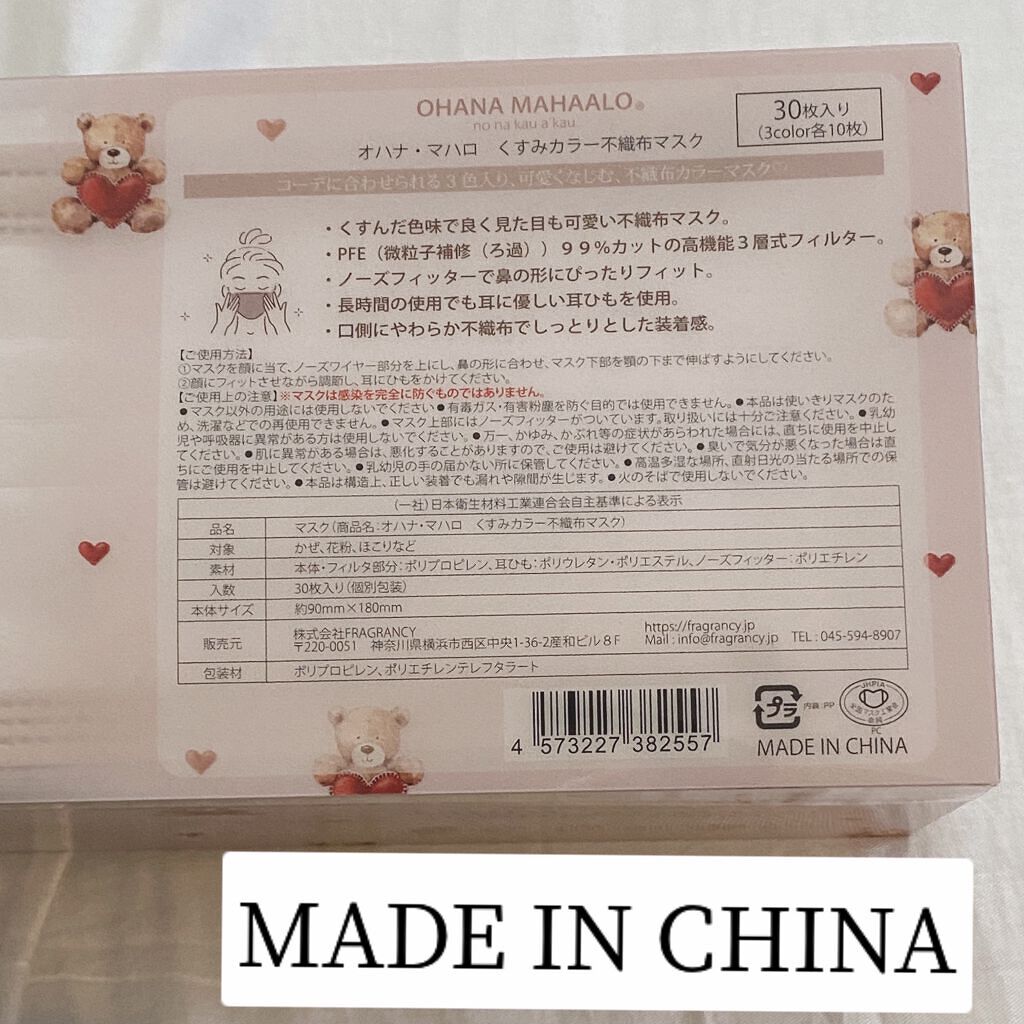 OHANA MAHAALO®
no na kau a kau
オハナ・マハロ　くすみカラー不織布マスク
30枚入り
(3color各10枚)
コーデに合わせられる3色入り、可愛くなじむ、不織布カラーマスク♡
・くすんだ色味で良く見た目も可愛い不織布マスク。
・PFE（微粒子補修（ろ過））99%カットの高機能3層式フィルター。
・ノーズフィッターで鼻の形にぴったりフィット。
・長時間の使用でも耳に優しい耳ひもを使用。
・口側にやわらか不織布でしっとりとした装着感。
【ご使用方法】
①マスクを顔に当て、ノーズワイヤー部分を上にし、鼻の形に合わせ、マスク下部を顎の下まで伸ばすようにしてください。
②顔にフィットさせながら調節し、耳にひもをかけてください。
【ご使用上の注意】※マスクは感染を完全に防ぐものではありません。
●マスク以外の用途には使用しないでください●有毒ガス・有害粉塵を防ぐ目的では使用できません。●本品は使いきりマスクのた
め、洗濯などでの再使用できません。●マスク上部にはノーズフィッターがついています。取り扱いには十分ご注意ください。●乳幼
児や呼吸器に異常がある方は使用しないでください。●万一、かゆみ、かぶれ等の症状があらわれた場合には、直ちに使用を中止し
てください。●肌に異常がある場合は、悪化することがありますので、ご使用は避けてください。●臭いで気分が悪くなった場合は直
ちにご使用を中止してください。●乳幼児の手の届かない所に保管してください。●高温多湿な場所、直射日光の当たる場所での保
管は避けてください。●本品は構造上、正しい装着でも漏れや隙間が生じます。●火のそばで使用しないでください。
(一社)日本衛生材料工業連合会自主基準による表示
品名　マスク(商品名:オハナ・マハロ　くすみカラー不織布マスク)
対象　かぜ、花粉、ほこりなど
素材　本体・フィルタ部分:ポリプロピレン、耳ひも:ポリウレタン・ポリエステル、ノーズフィッター:ポリエチレン
入数　30枚入り(個別包装)
本体サイズ　約90mm×180mm
販売元　株式会社FRAGRANCY　https://fragrancy.jp
〒220-0051　神奈川県横浜市西区中央1-36-2産和ビル8F　Mail : info@fragrancy.jp　TEL : 045-594-8907
包装材　ポリプロピレン、ポリエチレンテレフタラート
4 573227 382557
プラ
内袋:PP
JHPIA
全国マスク工業会
会員
PC
MADE IN CHINA
MADE IN CHINA